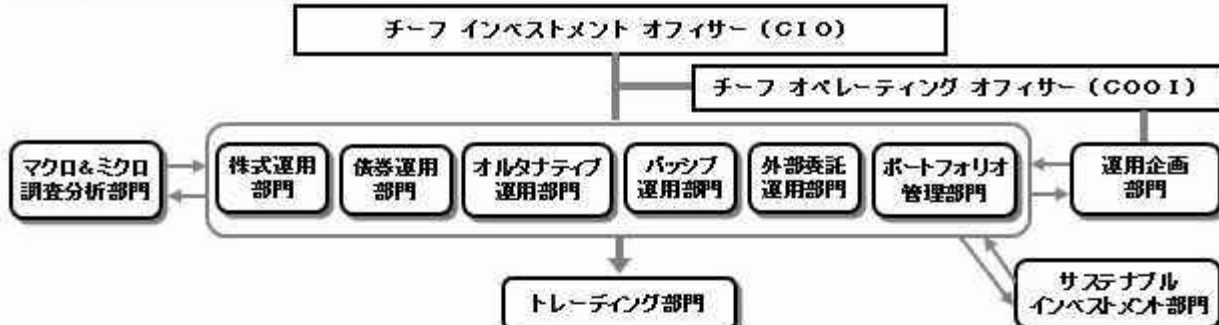 チーフ インベストメント オフィサー（CIO）
チーフ オペレーティング オフィサー（COOI）
マクロ&ミクロ
調査分析部門
株式運用
部門
債券運用
部門
オルタナティブ
運用部門
パッシブ
運用部門
外部委託
運用部門
ポートフォリオ
管理部門
運用企画
部門
トレーディング部門
サステナブル
インベストメント部門